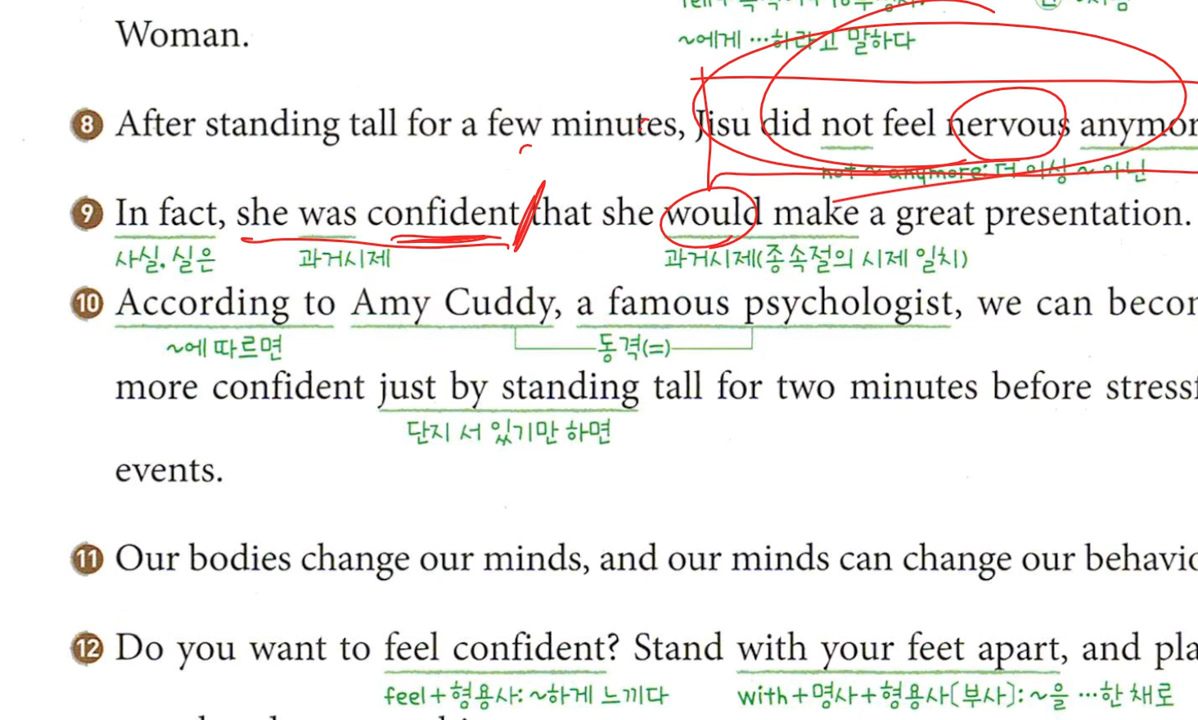 Woman.
~에게 …하라고 말하다
8 After standing tall for a few minutes, Jisu did not feel nervous
not ~ anymore: 더 이상 ~ 아닌
9 In fact, she was confident that she would make a great presentation.
사실, 실은 과거시제 과거시제(종속절의 시제 일치)
10 According to Amy Cuddy, a famous psychologist, we can
~에 따르면 동격(=)
more confident just by standing tall for two minutes before
단지 서 있기만 하면
events.
11 Our bodies change our minds, and our minds can change our
12 Do you want to feel confident? Stand with your feet apart, and
feel+형용사: ~하게 느끼다 with+명사+형용사(부사): ~을 …한 채로